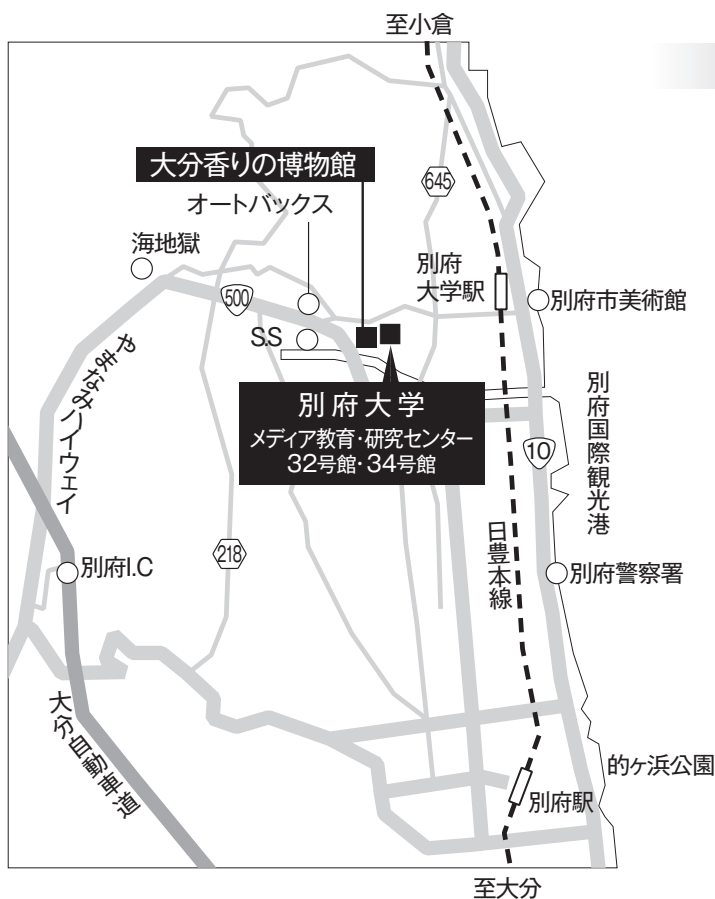 至小倉
大分香りの博物館
オートバックス
645
海地獄
別府
大学駅
500
別府市美術館
S.S
やまなみハイウェイ
別府大学
メディア教育・研究センター
32号館・34号館
別府国際観光港
10
日豊本線
218
別府I.C
別府警察署
大分自動車道
的ヶ浜公園
別府駅
至大分